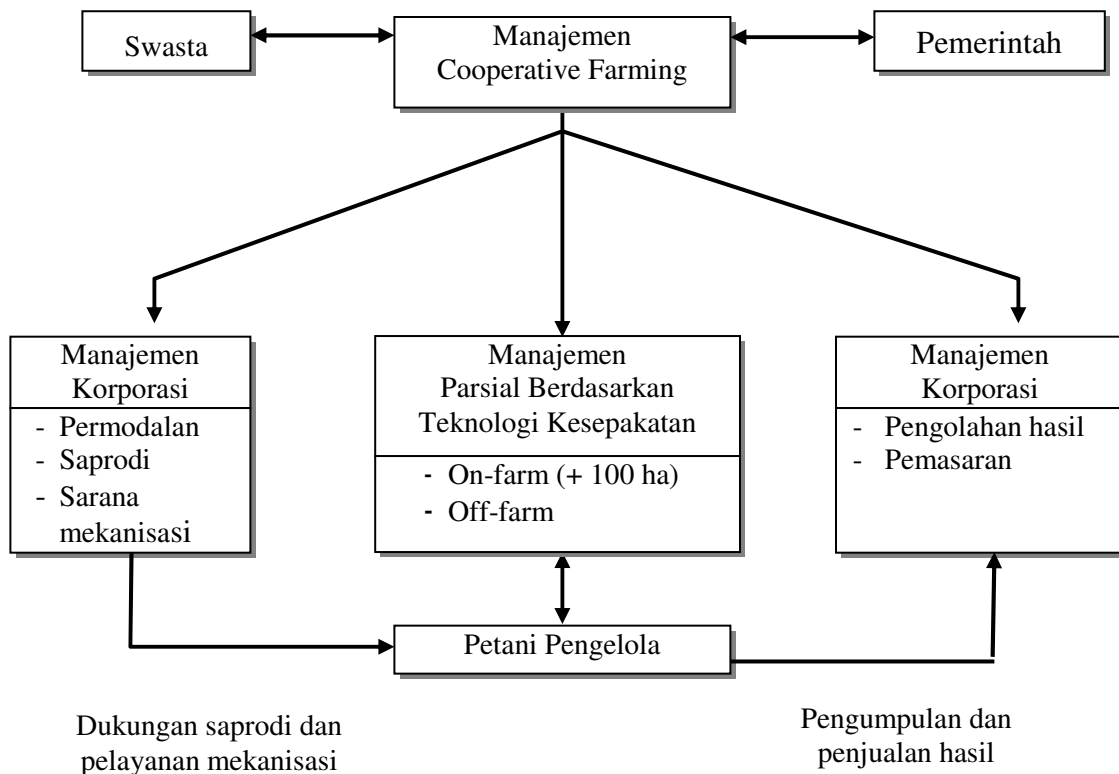 Swasta
Manajemen
Cooperative Farming
Pemerintah
Manajemen
Korporasi
- Permodalan
- Saprodi
- Sarana
mekanisasi
Manajemen
Parsial Berdasarkan
Teknologi Kesepakatan
- On-farm (+ 100 ha)
- Off-farm
Manajemen
Korporasi
- Pengolahan hasil
- Pemasaran
Petani Pengelola
Dukungan saprodi dan
pelayanan mekanisasi
Pengumpulan dan
penjualan hasil